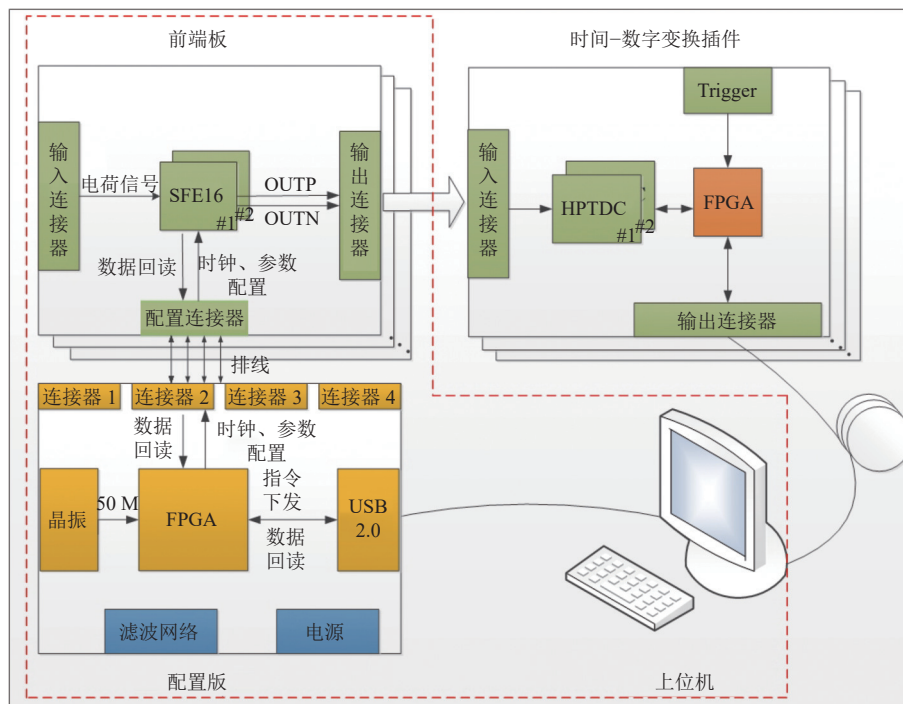 前端板
时间-数字变换插件
输入连接器
电荷信号
SFE16
#1
#2
OUTP
OUTN
输出连接器
数据回读
时钟、参数
配置
配置连接器
排线
Trigger
输入连接器
HPTDC
#1
#2
FPGA
输出连接器
连接器 1
连接器 2
连接器 3
连接器 4
数据
回读
时钟、参数
配置
指令
下发
晶振
50 M
FPGA
数据
回读
USB
2.0
滤波网络
电源
配置版
上位机